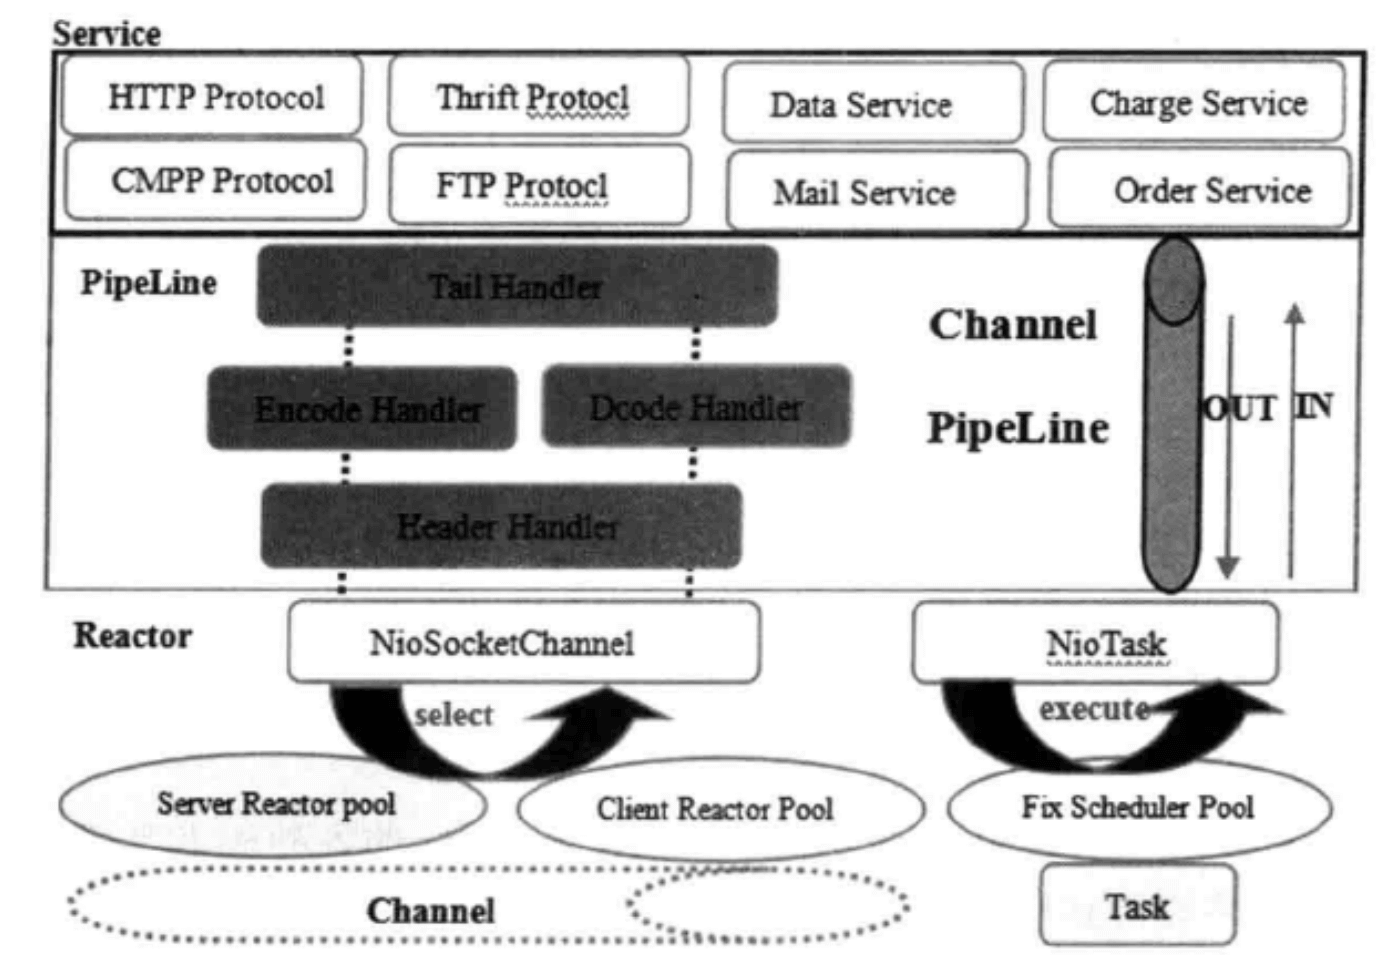 Service
HTTP Protocol
Thrift Protocl
Data Service
Charge Service
CMPP Protocol
FTP Protocl
Mail Service
Order Service
PipeLine
Tail Handler
Channel
Encode Handler
Dcode Handler
PipeLine
OUT
IN
Header Handler
Reactor
NioSocketChannel
NioTask
select
execute
Server Reactor pool
Client Reactor Pool
Fix Scheduler Pool
Channel
Task